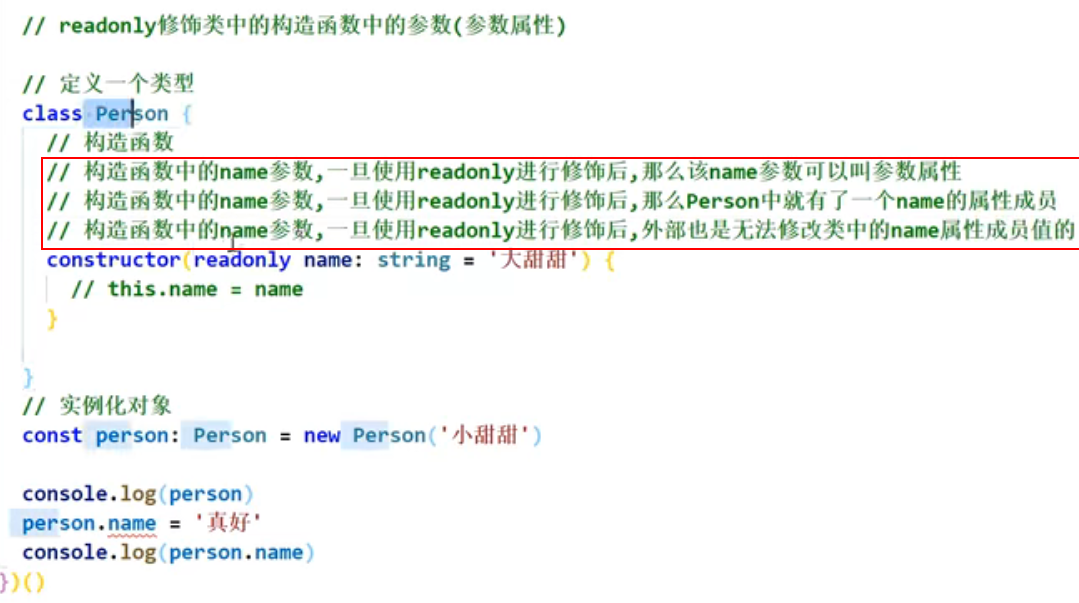 // readonly修饰类中的构造函数中的参数(参数属性)
// 定义一个类型
class Person {
// 构造函数
// 构造函数中的name参数,一旦使用readonly进行修饰后,那么该name参数可以叫参数属性
// 构造函数中的name参数,一旦使用readonly进行修饰后,那么Person中就有了一个name的属性成员
// 构造函数中的name参数,一旦使用readonly进行修饰后,外部也是无法修改类中的name属性成员值的
constructor(readonly name: string = '大甜甜') {
// this.name = name
}
}
// 实例化对象
const person: Person = new Person('小甜甜')
console.log(person)
person.name = '真好'
console.log(person.name)
})()